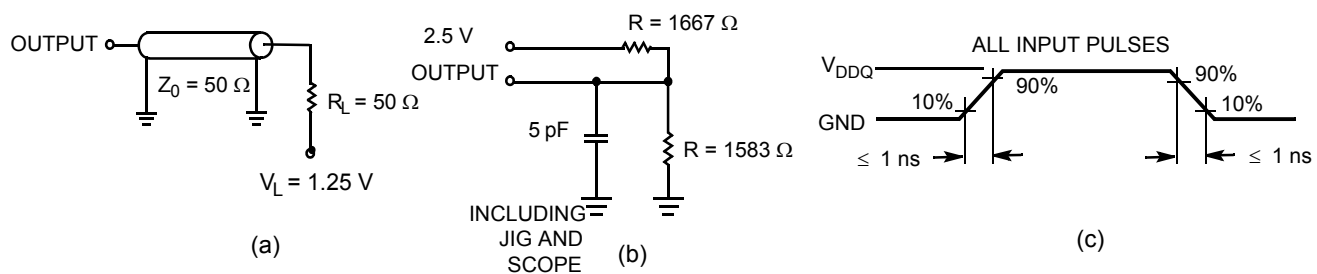 OUTPUT
Z0 = 50 Ω
RL = 50 Ω
VL = 1.25 V
(a)
R = 1667 Ω
2.5 V
OUTPUT
5 pF
R = 1583 Ω
INCLUDING
JIG AND
SCOPE
(b)
ALL INPUT PULSES
VDDQ
GND
10%
90%
90%
10%
≤ 1 ns
≤ 1 ns
(c)